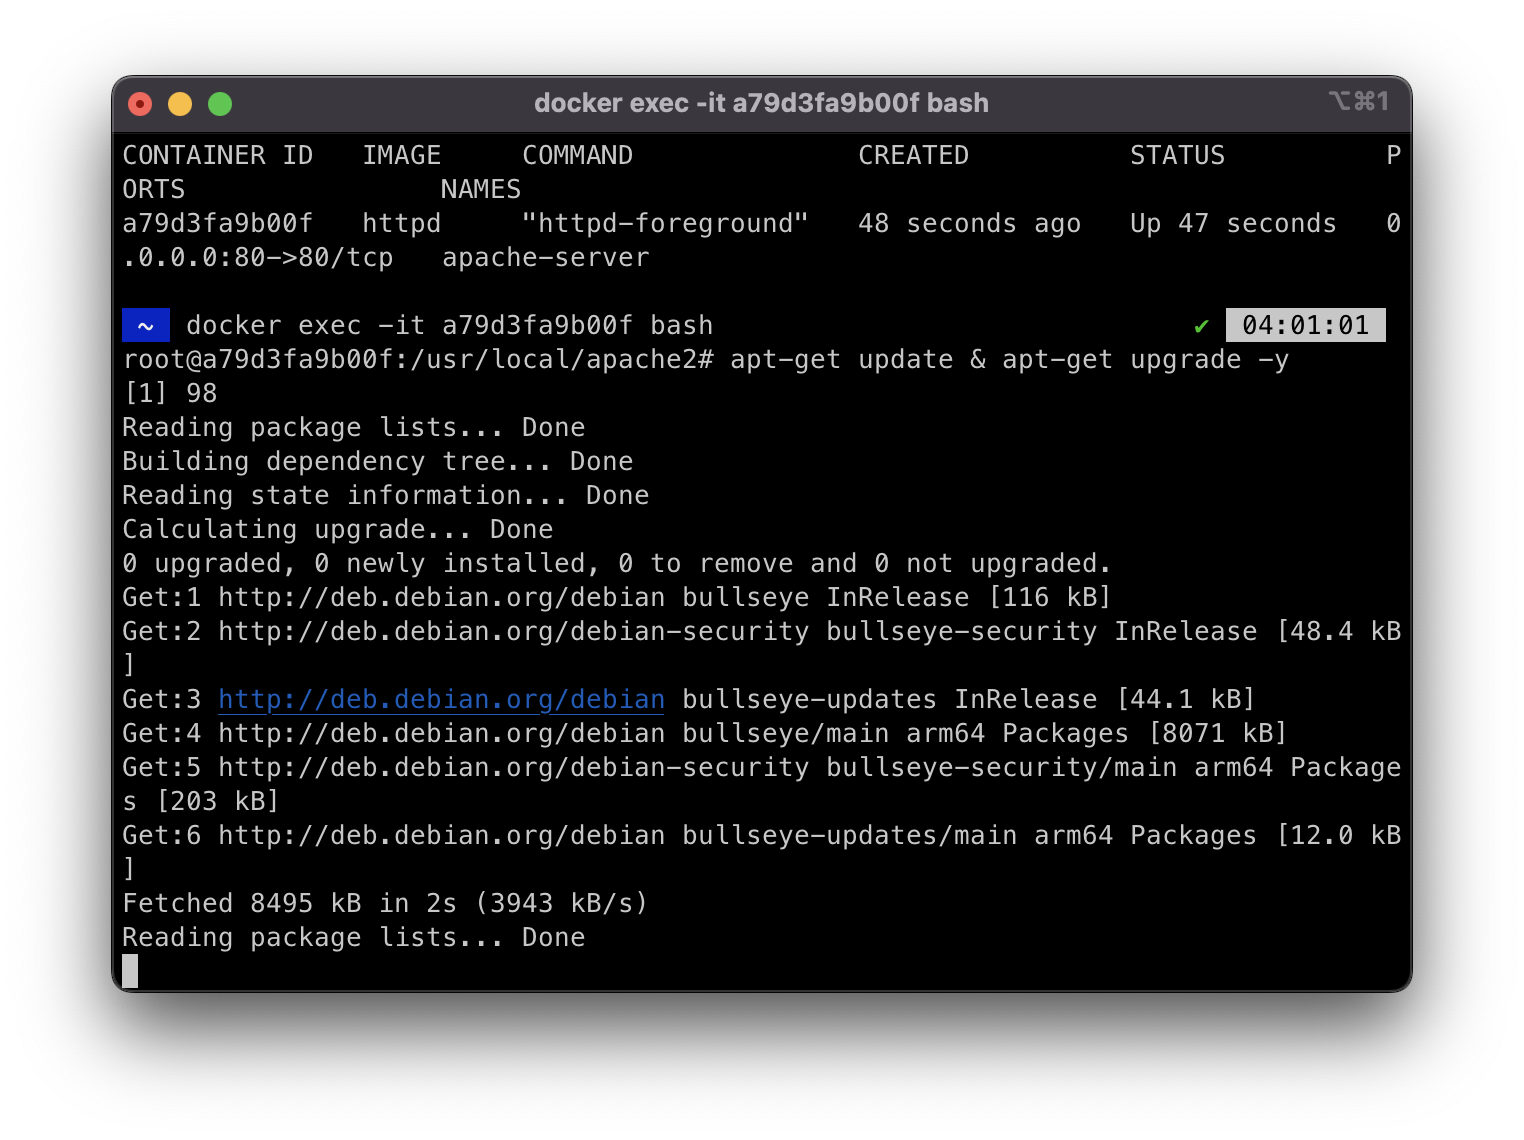 docker exec -it a79d3fa9b00f bash ⌥⌘1
CONTAINER ID   IMAGE     COMMAND              CREATED          STATUS          P
ORTS                NAMES
a79d3fa9b00f   httpd     "httpd-foreground"   48 seconds ago   Up 47 seconds   0
.0.0.0:80->80/tcp   apache-server
~ docker exec -it a79d3fa9b00f bash ✔ 04:01:01
root@a79d3fa9b00f:/usr/local/apache2# apt-get update & apt-get upgrade -y
[1] 98
Reading package lists... Done
Building dependency tree... Done
Reading state information... Done
Calculating upgrade... Done
0 upgraded, 0 newly installed, 0 to remove and 0 not upgraded.
Get:1 http://deb.debian.org/debian bullseye InRelease [116 kB]
Get:2 http://deb.debian.org/debian-security bullseye-security InRelease [48.4 kB
]
Get:3 http://deb.debian.org/debian bullseye-updates InRelease [44.1 kB]
Get:4 http://deb.debian.org/debian bullseye/main arm64 Packages [8071 kB]
Get:5 http://deb.debian.org/debian-security bullseye-security/main arm64 Package
s [203 kB]
Get:6 http://deb.debian.org/debian bullseye-updates/main arm64 Packages [12.0 kB
]
Fetched 8495 kB in 2s (3943 kB/s)
Reading package lists... Done